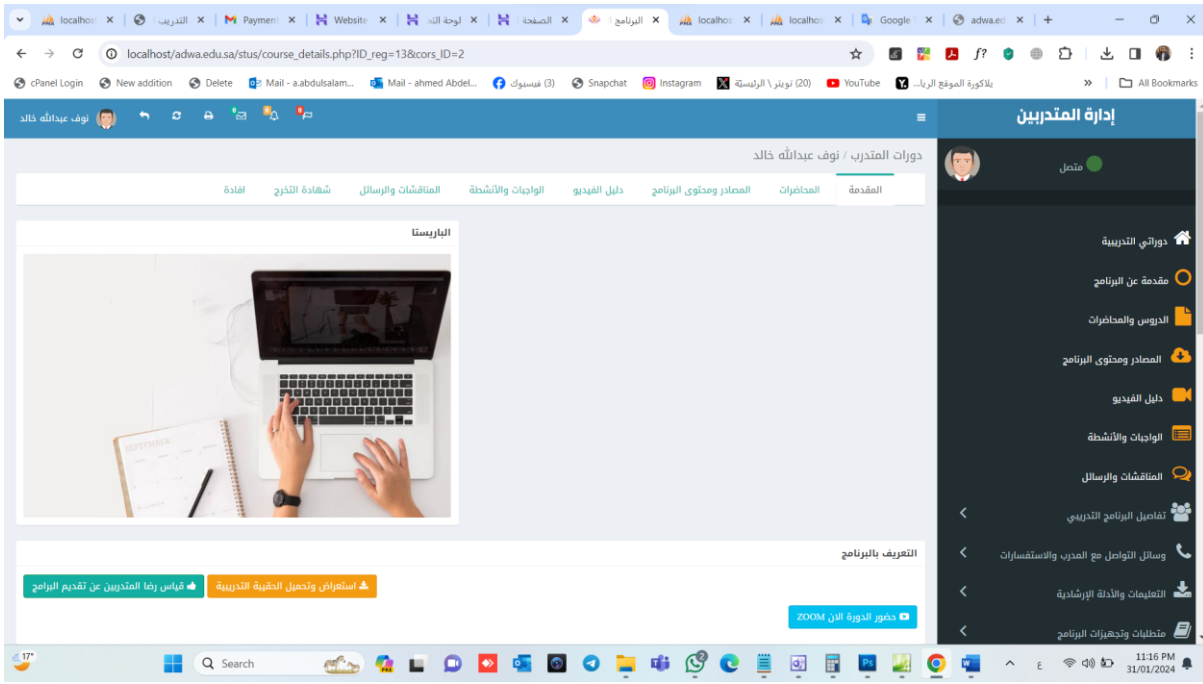 localhos
التدريب
Payment
Website
لوحة الت
الصفحة
البرنامج ا
localhos
localhos
Google
adwa.ed
localhost/adwa.edu.sa/stus/course_details.php?ID_reg=13&cors_ID=2
cPanel Login
New addition
Delete
Mail - a.abdulsalam...
Mail - ahmed Abdel...
(3) فيسبوك
Snapchat
Instagram
(20) تويتر \ الرئيسيّة
YouTube
بلاكورة الموقع الريا...
All Bookmarks
إدارة المتدربين
نوف عبدالله خالد
متصل
دورات المتدرب / نوف عبدالله خالد
المقدمة
المحاضرات
المصادر ومحتوى البرنامج
دليل الفيديو
الواجبات والأنشطة
المناقشات والرسائل
شهادة التخرج
افادة
الباريستا
SEPTEMBER
دوراتي التدريبية
مقدمة عن البرنامج
الدروس والمحاضرات
المصادر ومحتوى البرنامج
دليل الفيديو
الواجبات والأنشطة
المناقشات والرسائل
تفاصيل البرنامج التدريبي
وسائل التواصل مع المدرب والاستفسارات
التعليمات والأدلة الإرشادية
متطلبات وتجهيزات البرنامج
التعريف بالبرنامج
استعراض وتحميل الحقيبة التدريبية
قياس رضا المتدربين عن تقديم البرامج
حضور الدورة الان ZOOM
17°
Search
ع
11:16 PM
31/01/2024